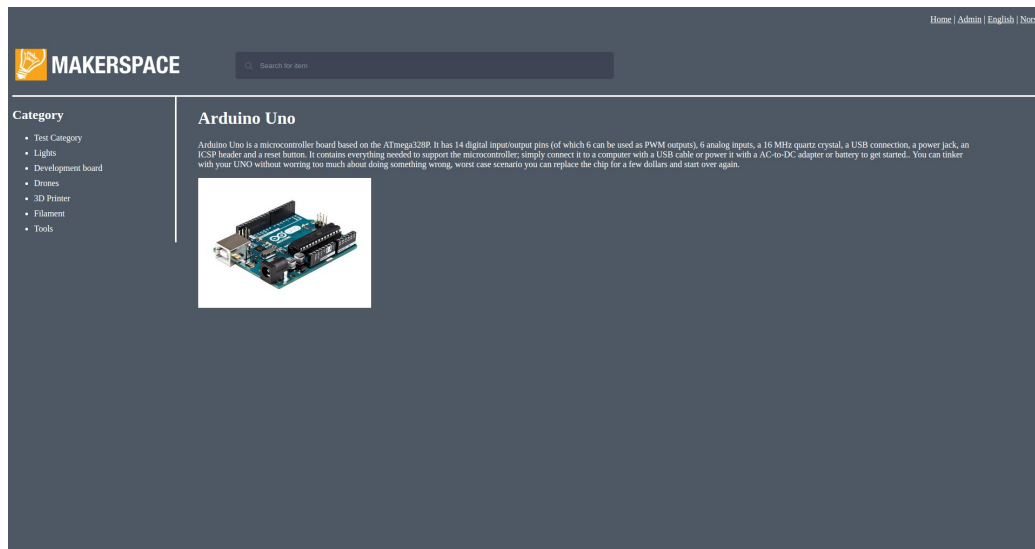 Home | Admin | English | Nors
MAKERSPACE
Search for item
Category
Test Category
Lights
Development board
Drones
3D Printer
Filament
Tools
Arduino Uno
Arduino Uno is a microcontroller board based on the ATmega328P. It has 14 digital input/output pins (of which 6 can be used as PWM outputs), 6 analog inputs, a 16 MHz quartz crystal, a USB connection, a power jack, an
ICSP header and a reset button. It contains everything needed to support the microcontroller; simply connect it to a computer with a USB cable or power it with a AC-to-DC adapter or battery to get started.. You can tinker
with your UNO without worring too much about doing something wrong, worst case scenario you can replace the chip for a few dollars and start over again.